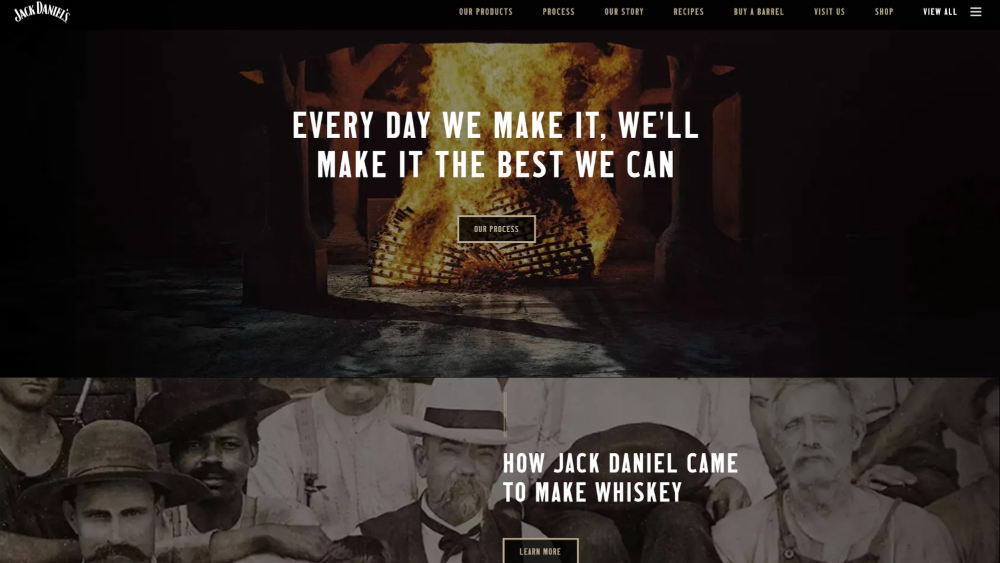 JACK DANIEL'S
OUR PRODUCTS
PROCESS
OUR STORY
RECIPES
BUY A BARREL
VISIT US
SHOP
VIEW ALL
EVERY DAY WE MAKE IT, WE'LL
MAKE IT THE BEST WE CAN
OUR PROCESS
HOW JACK DANIEL CAME
TO MAKE WHISKEY
LEARN MORE